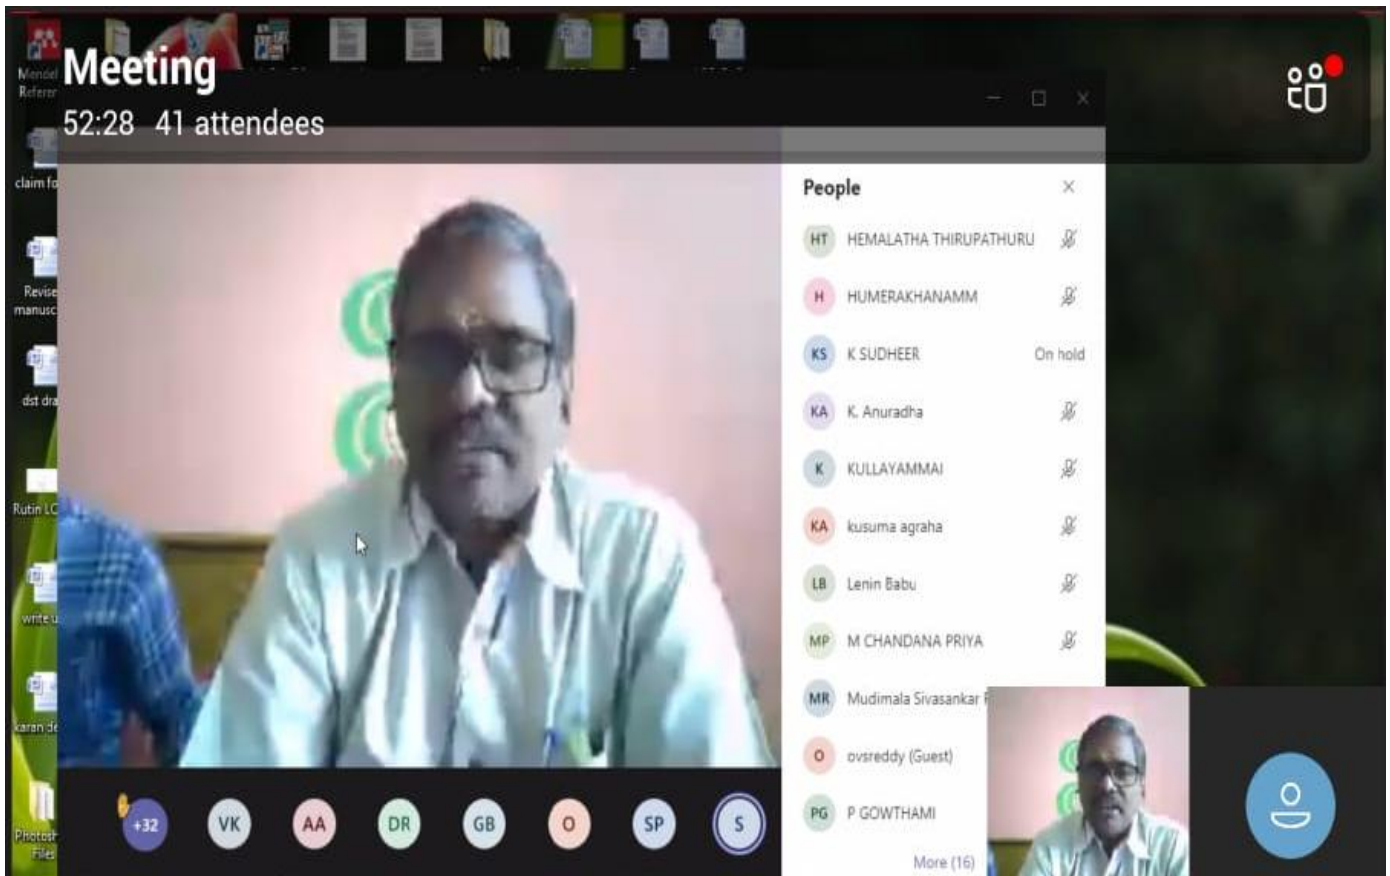 Meeting
52:28 41 attendees
claim fo
Revise
manusc
dst dra
Rutin LC
write u
karan de
Photosh
Files
People
HT HEMALATHA THIRUPATHURU
H HUMERAKHANAMM
KS K SUDHEER On hold
KA K. Anuradha
K KULLAYAMMAI
KA kusuma agraha
LB Lenin Babu
MP M CHANDANA PRIYA
MR Mudimala Sivasankar
O ovsreddy (Guest)
PG P GOWTHAMI
More (16)
+32 VK AA DR GB O SP S